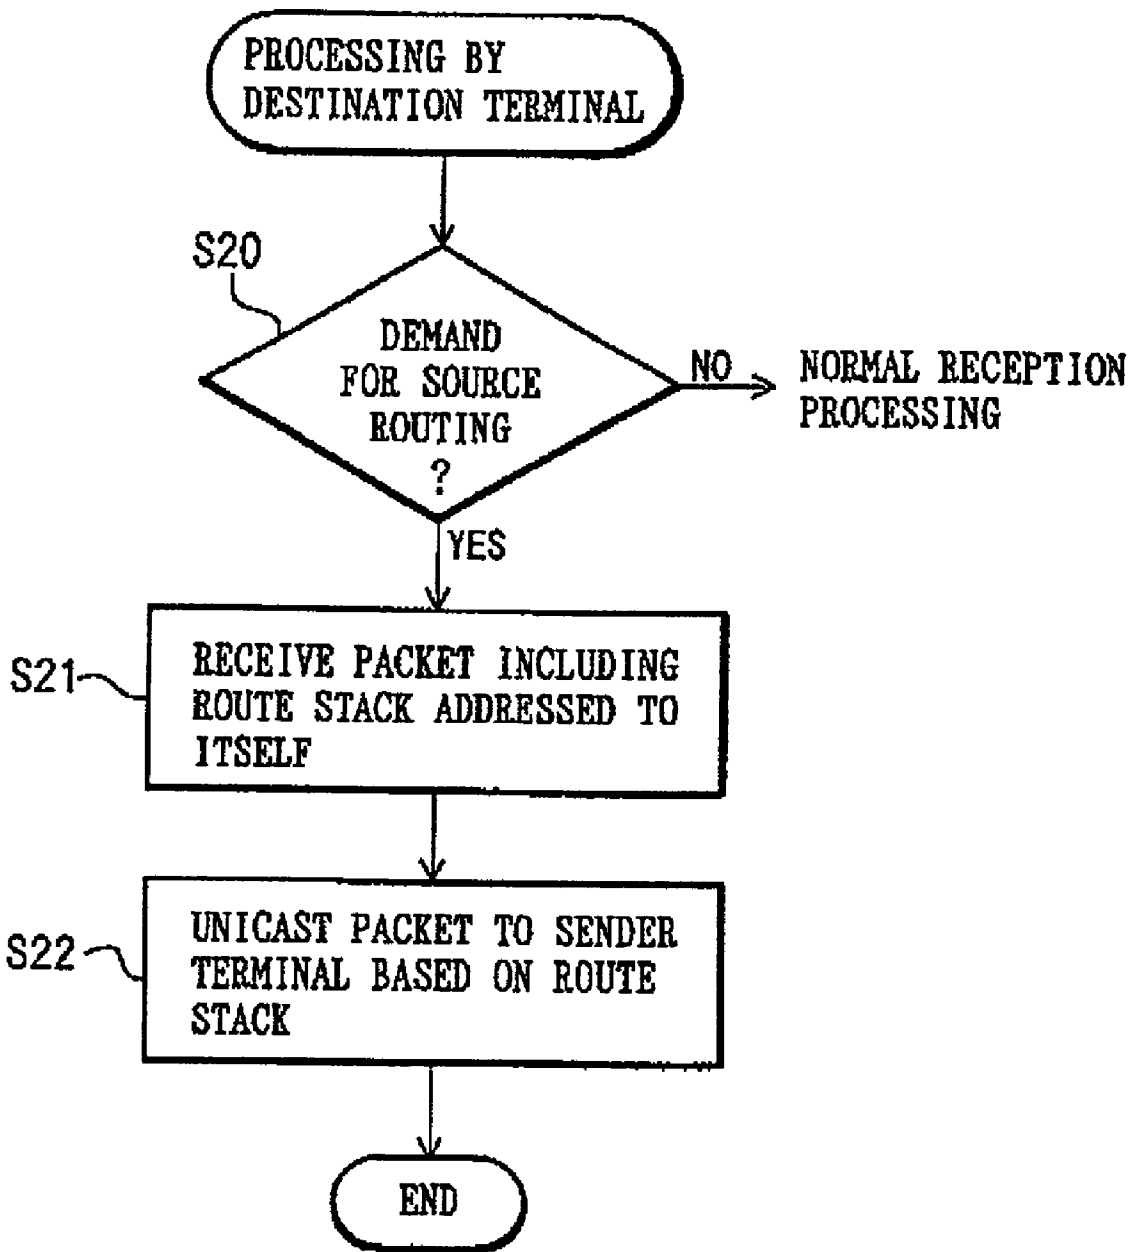 PROCESSING BY
DESTINATION TERMINAL
S20
DEMAND
FOR SOURCE
ROUTING
?
NO
NORMAL RECEPTION
PROCESSING
YES
S21
RECEIVE PACKET INCLUDING
ROUTE STACK ADDRESSED TO
ITSELF
S22
UNICAST PACKET TO SENDER
TERMINAL BASED ON ROUTE
STACK
END